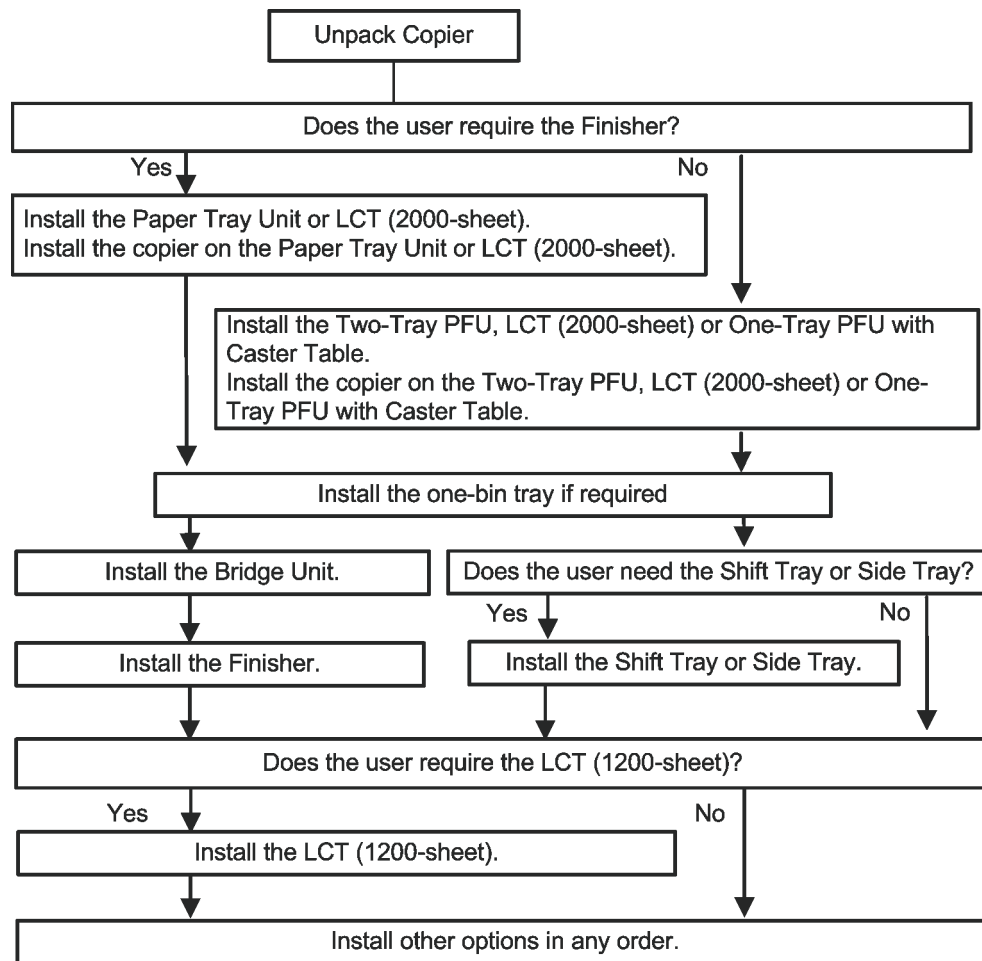 Unpack Copier
Does the user require the Finisher?
Yes
No
Install the Paper Tray Unit or LCT (2000-sheet).
Install the copier on the Paper Tray Unit or LCT (2000-sheet).
Install the Two-Tray PFU, LCT (2000-sheet) or One-Tray PFU with
Caster Table.
Install the copier on the Two-Tray PFU, LCT (2000-sheet) or One-
Tray PFU with Caster Table.
Install the one-bin tray if required
Install the Bridge Unit.
Does the user need the Shift Tray or Side Tray?
Yes
No
Install the Finisher.
Install the Shift Tray or Side Tray.
Does the user require the LCT (1200-sheet)?
Yes
No
Install the LCT (1200-sheet).
Install other options in any order.